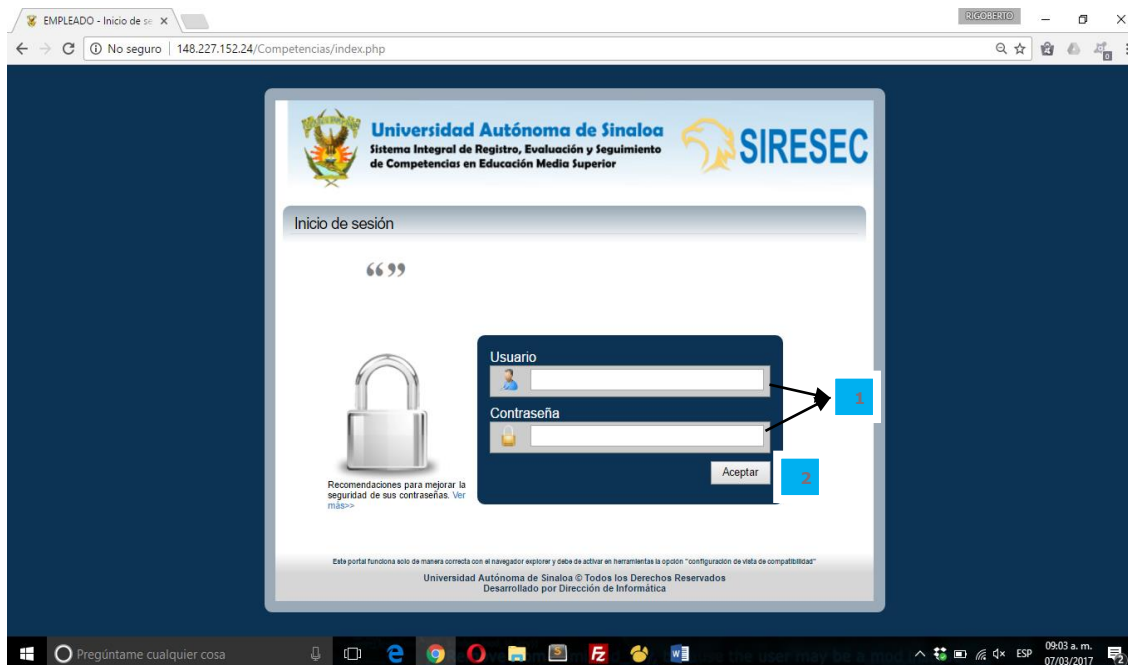 RIGOBERTO
EMPLEADO - Inicio de se
No seguro | 148.227.152.24/Competencias/index.php
Universidad Autónoma de Sinaloa
Sistema Integral de Registro, Evaluación y Seguimiento
de Competencias en Educación Media Superior
SIRESEC
Inicio de sesión
“”
Usuario
1
Contraseña
Aceptar
2
Recomendaciones para mejorar la
seguridad de sus contraseñas. Ver
más>>
Este portal funciona solo de manera correcta con el navegador explorer y debe de activar en herramientas la opción "configuración de vista de compatibilidad"
Universidad Autónoma de Sinaloa © Todos los Derechos Reservados
Desarrollado por Dirección de Informática
Pregúntame cualquier cosa
ESP
09:03 a. m.
07/03/2017